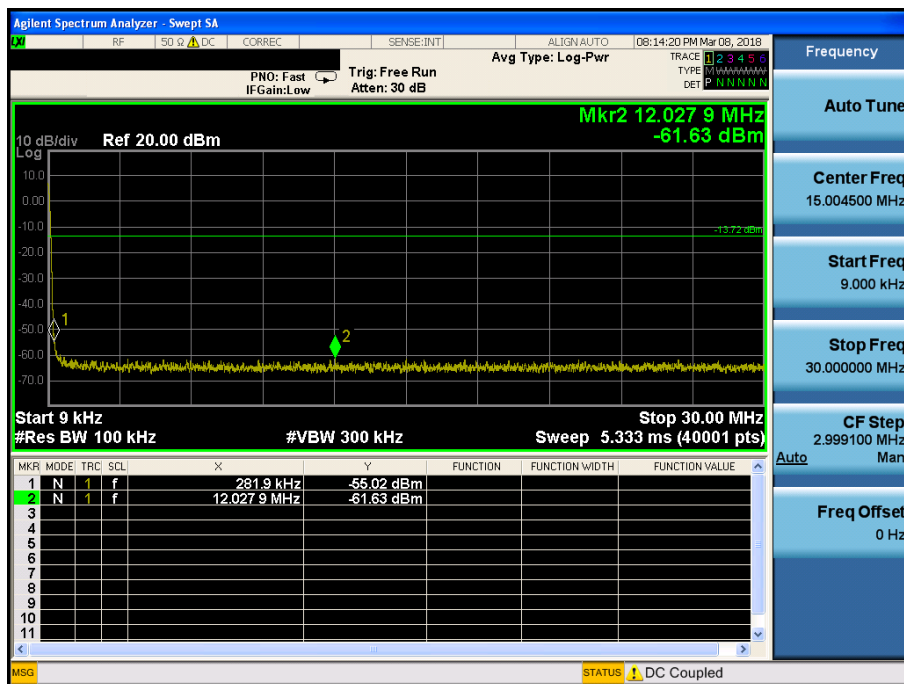 Agilent Spectrum Analyzer - Swept SA
LXI RF 50 Ω DC CORREC SENSE:INT ALIGN AUTO 08:14:20 PM Mar 08, 2018
PNO: Fast
IFGain:Low
Trig: Free Run
Atten: 30 dB
Avg Type: Log-Pwr
TRACE 1 2 3 4 5 6
TYPE M WWWWW
DET P N N N N N
Mkr2 12.027 9 MHz
-61.63 dBm
10 dB/div
Log
Ref 20.00 dBm
10.0
0.00
-10.0
-13.72 dBm
-20.0
-30.0
-40.0
-50.0
-60.0
-70.0
1
2
Start 9 kHz
Stop 30.00 MHz
#Res BW 100 kHz
#VBW 300 kHz
Sweep 5.333 ms (40001 pts)
MKR MODE TRC SCL X Y FUNCTION FUNCTION WIDTH FUNCTION VALUE
1 N 1 f 281.9 kHz -55.02 dBm
2 N 1 f 12.027 9 MHz -61.63 dBm
3
4
5
6
7
8
9
10
11
MSG
STATUS ! DC Coupled
Frequency
Auto Tune
Center Freq
15.004500 MHz
Start Freq
9.000 kHz
Stop Freq
30.000000 MHz
CF Step
2.999100 MHz
Auto Man
Freq Offset
0 Hz